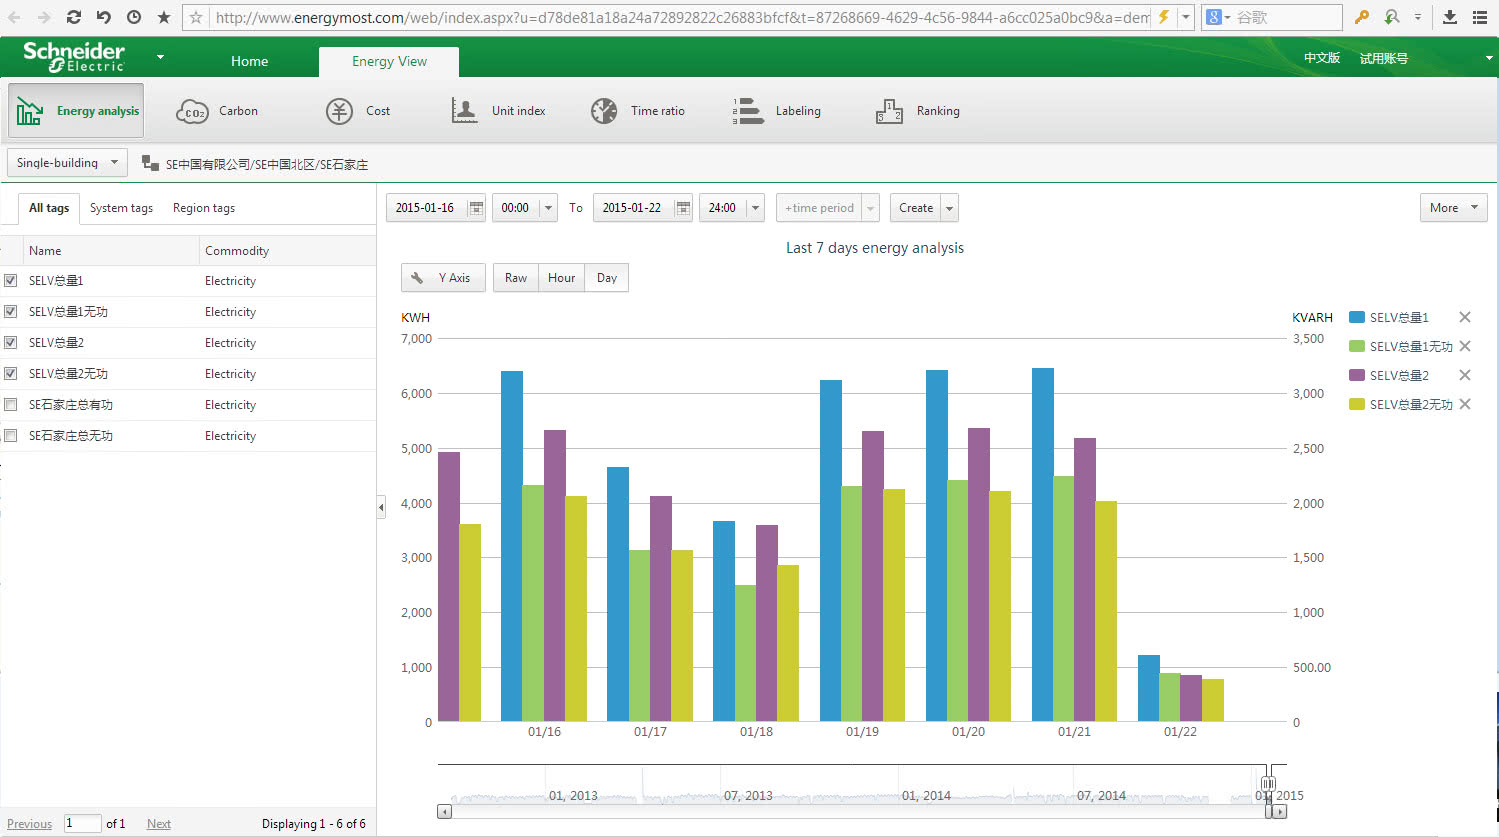 http://www.energymost.com/web/index.aspx?u=d78de81a18a24a72892822c26883bfcf&t=87268669-4629-4c56-9844-a6cc025a0bc9&a=dem
8 谷歌
Schneider Electric
Home
Energy View
中文版
试用账号
Energy analysis
CO2 Carbon
Cost
Unit index
Time ratio
Labeling
Ranking
Single-building
SE中国有限公司/SE中国北区/SE石家庄
All tags
System tags
Region tags
2015-01-16
00:00
To
2015-01-22
24:00
+time period
Create
More
Name Commodity
SELV总量1 Electricity
SELV总量1无功 Electricity
SELV总量2 Electricity
SELV总量2无功 Electricity
SE石家庄总有功 Electricity
SE石家庄总无功 Electricity
Last 7 days energy analysis
Y Axis
Raw
Hour
Day
KWH
7,000
6,000
5,000
4,000
3,000
2,000
1,000
0
KVARH
3,500
3,000
2,500
2,000
1,500
1,000
500.00
0
SELV总量1
SELV总量1无功
SELV总量2
SELV总量2无功
01/16 01/17 01/18 01/19 01/20 01/21 01/22
01, 2013 07, 2013 01, 2014 07, 2014 01, 2015
Previous 1 of 1 Next
Displaying 1 - 6 of 6